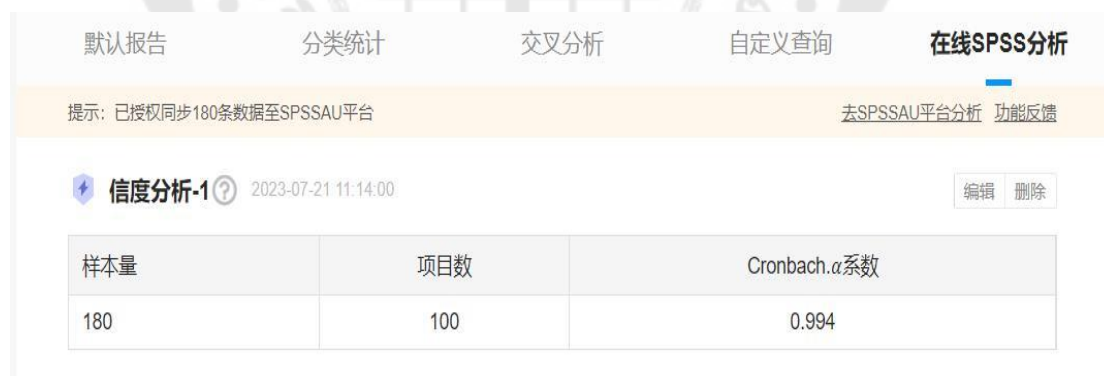 默认报告 分类统计 交叉分析 自定义查询 在线SPSS分析
提示：已授权同步180条数据至SPSSAU平台 去SPSSAU平台分析 功能反馈
信度分析-1 ? 2023-07-21 11:14:00 编辑 删除
样本量 项目数 Cronbach.α系数
180 100 0.994